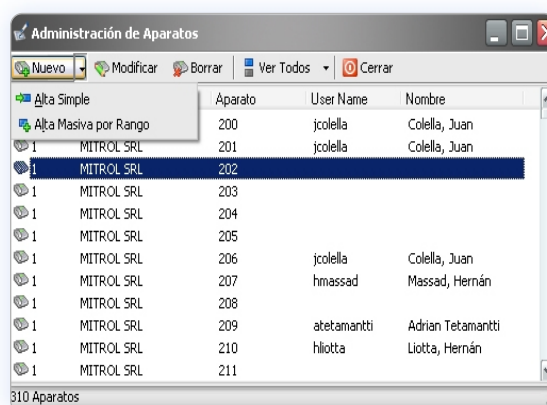 Administración de Aparatos
Nuevo Modificar Borrar Ver Todos Cerrar
Alta Simple
Alta Masiva por Rango
Aparato User Name Nombre
200 jcolella Colella, Juan
1 MITROL SRL 201 jcolella Colella, Juan
1 MITROL SRL 202
1 MITROL SRL 203
1 MITROL SRL 204
1 MITROL SRL 205
1 MITROL SRL 206 jcolella Colella, Juan
1 MITROL SRL 207 hmassad Massad, Hernán
1 MITROL SRL 208
1 MITROL SRL 209 atetamantti Adrian Tetamantti
1 MITROL SRL 210 hliotta Liotta, Hernán
1 MITROL SRL 211
310 Aparatos